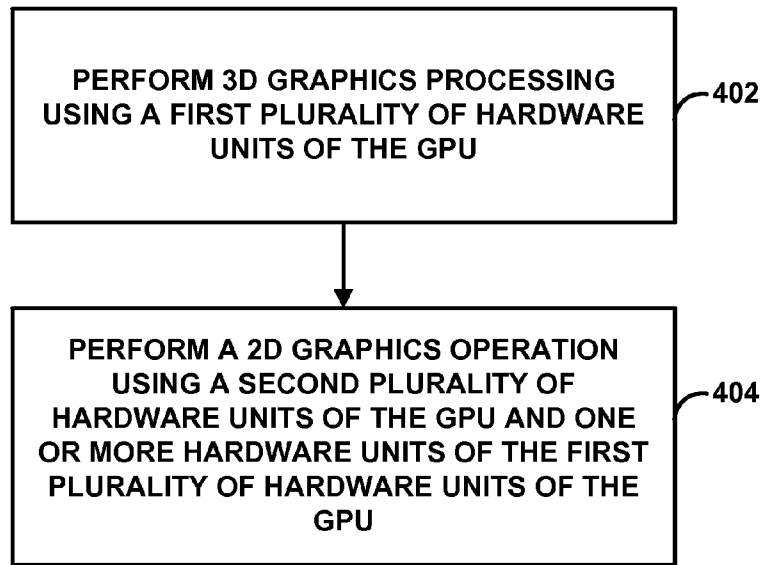 PERFORM 3D GRAPHICS PROCESSING
USING A FIRST PLURALITY OF HARDWARE
UNITS OF THE GPU
402
PERFORM A 2D GRAPHICS OPERATION
USING A SECOND PLURALITY OF
HARDWARE UNITS OF THE GPU AND ONE
OR MORE HARDWARE UNITS OF THE FIRST
PLURALITY OF HARDWARE UNITS OF THE
GPU
404